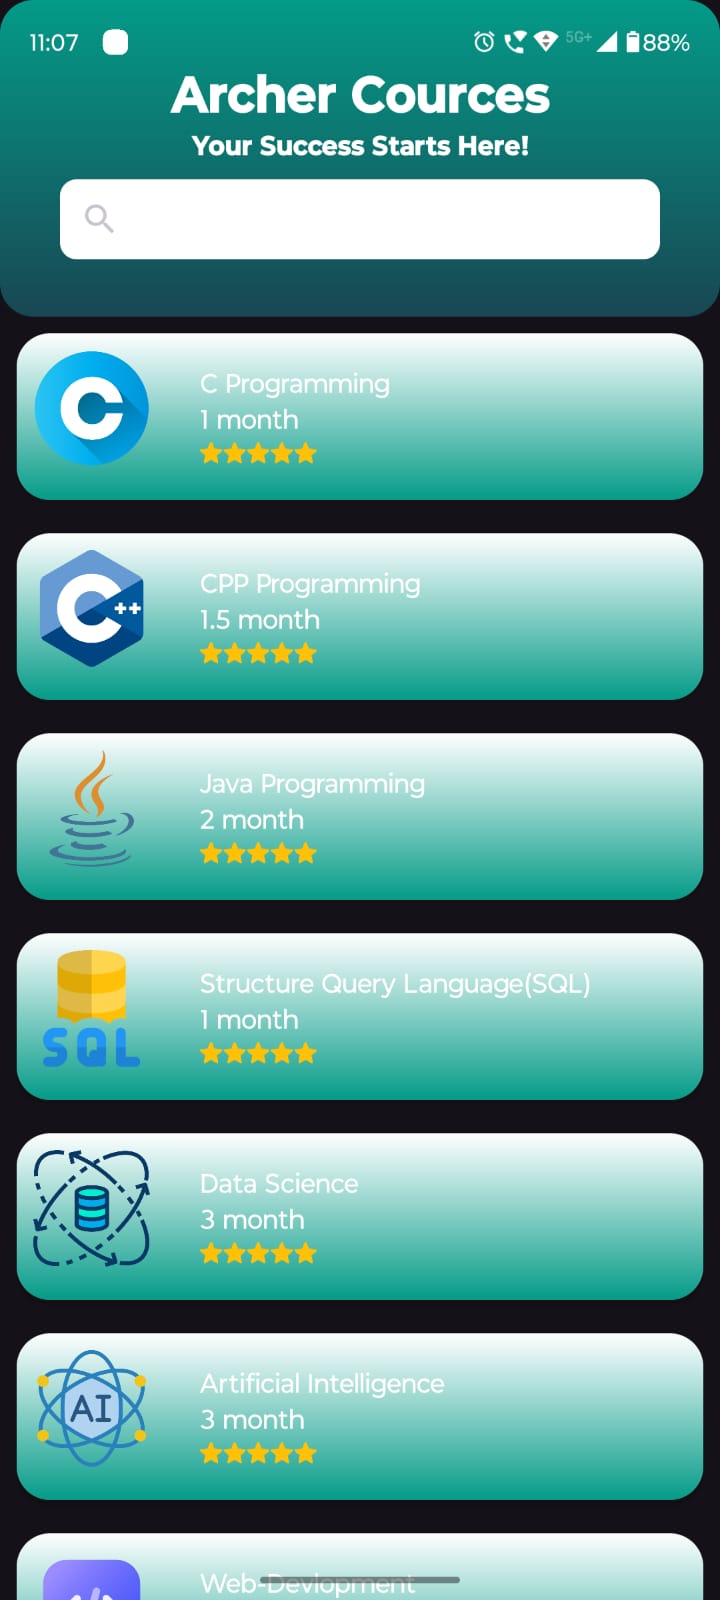 11:07 5G+ 88%
Archer Cources
Your Success Starts Here!
C
C Programming
1 month
C++
CPP Programming
1.5 month
Java Programming
2 month
Structure Query Language(SQL)
SQL
1 month
Data Science
3 month
AI
Artificial Intelligence
3 month
Web-Devlopment